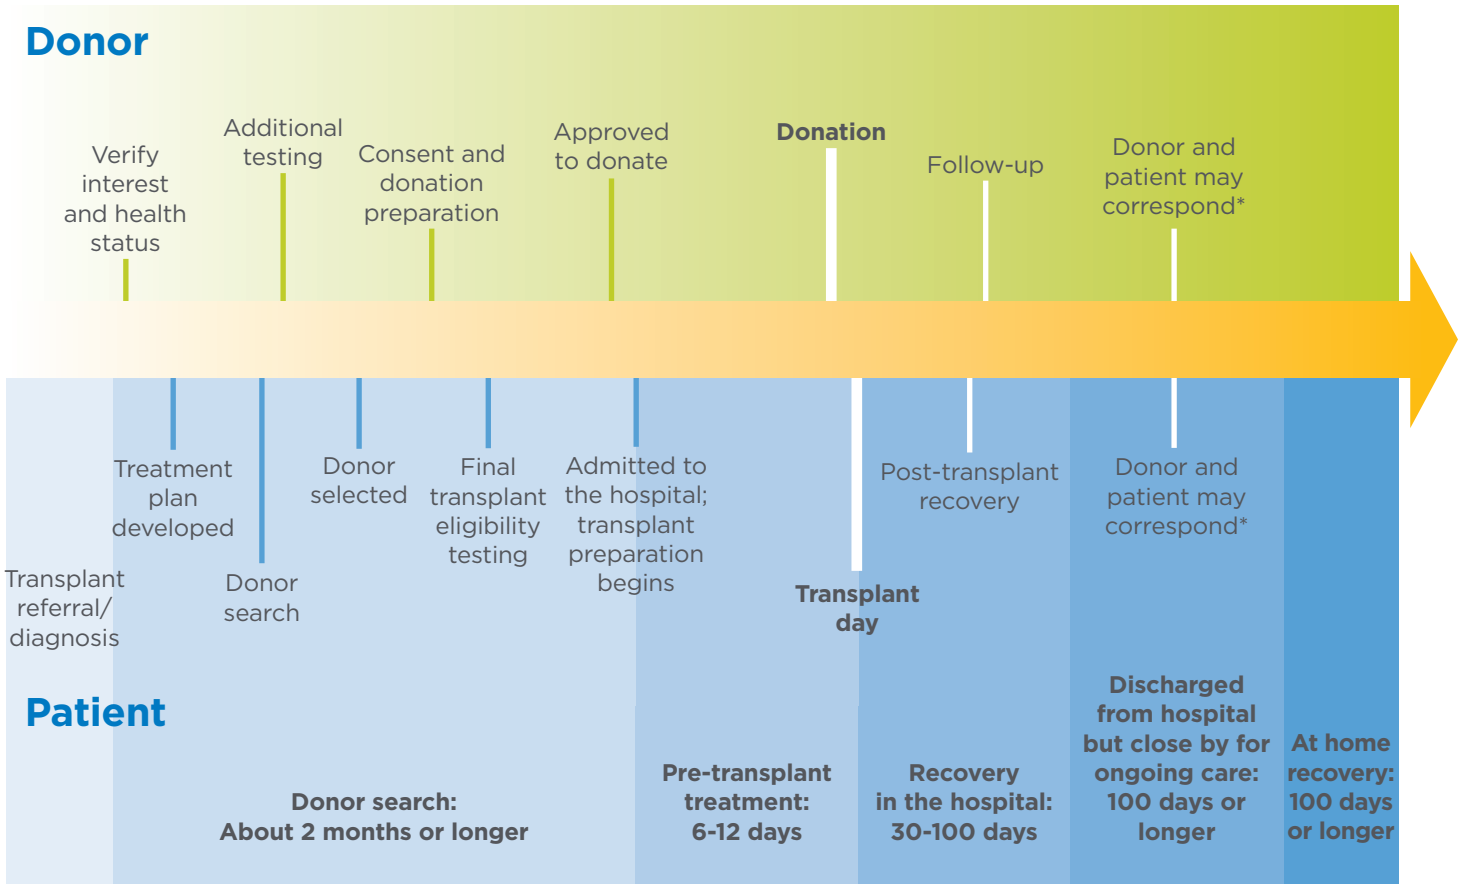 Donor
Verify
interest
and health
status
Additional
testing
Consent and
donation
preparation
Approved
to donate
Donation
Follow-up
Donor and
patient may
correspond*
Transplant
referral/
diagnosis
Treatment
plan
developed
Donor
search
Donor
selected
Final
transplant
eligibility
testing
Admitted to
the hospital;
transplant
preparation
begins
Transplant
day
Post-transplant
recovery
Donor and
patient may
correspond*
Patient
Donor search:
About 2 months or longer
Pre-transplant
treatment:
6-12 days
Recovery
in the hospital:
30-100 days
Discharged
from hospital
but close by for
ongoing care:
100 days or
longer
At home
recovery:
100 days
or longer